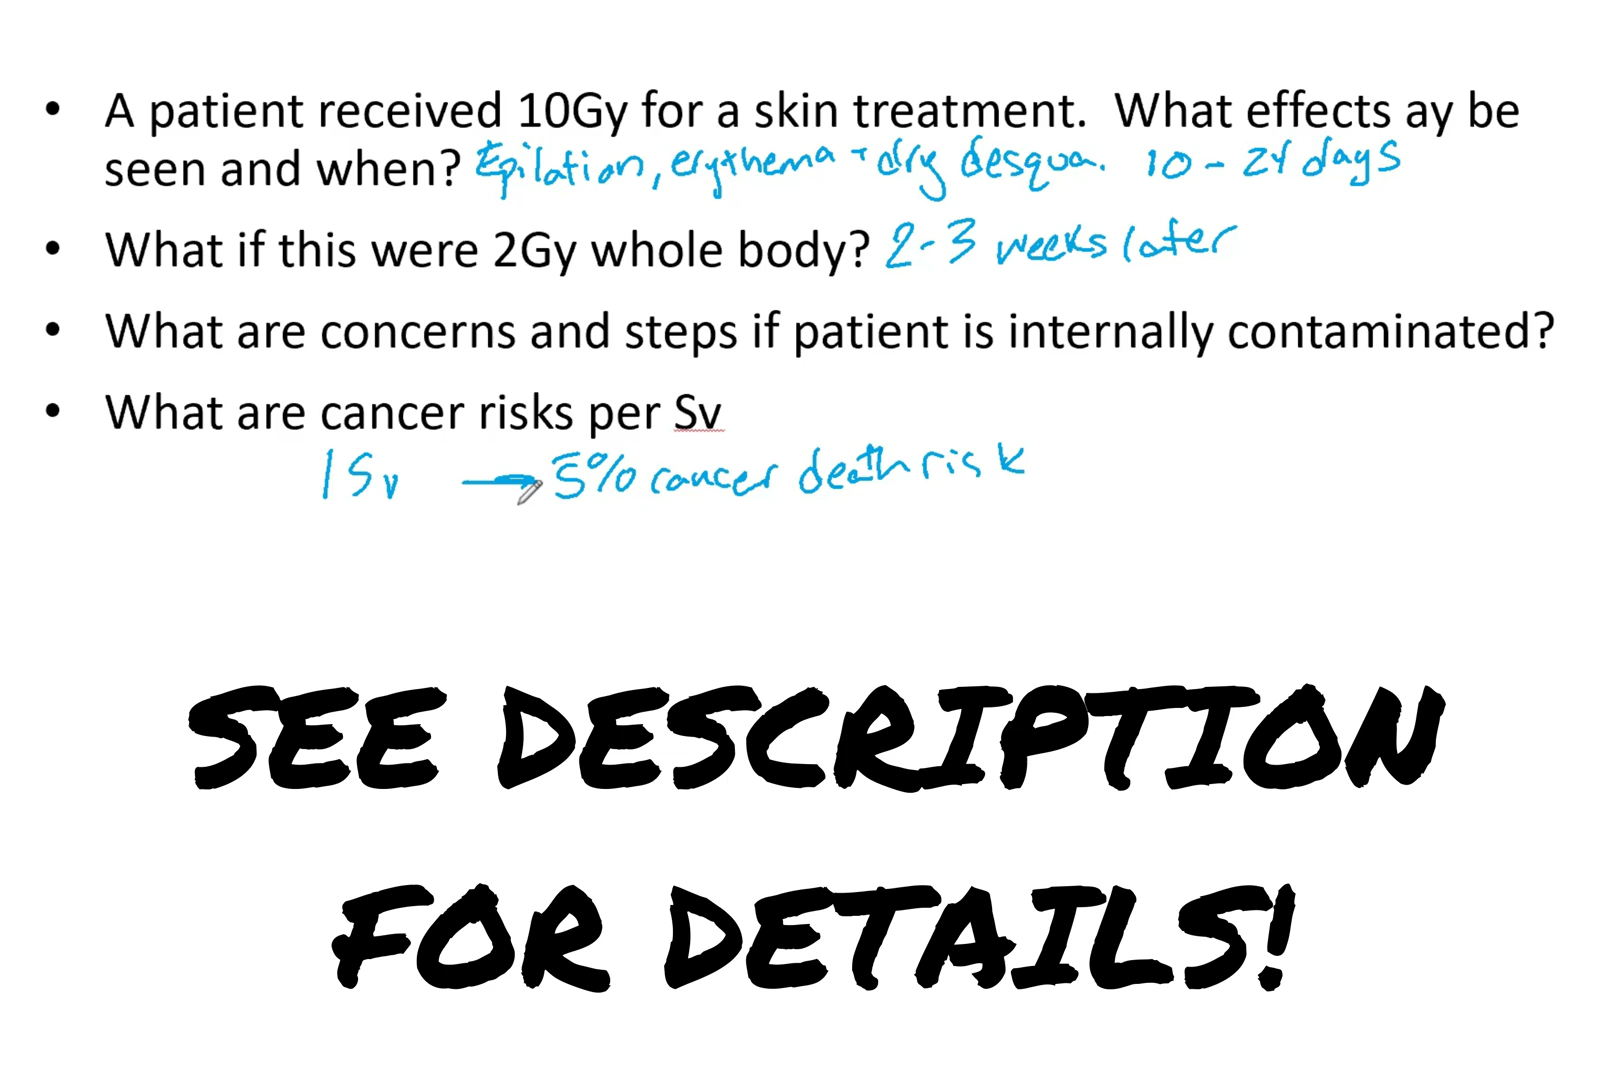 • A patient received 10Gy for a skin treatment. What effects ay be
seen and when? Epilation, erythema + dry desqua. 10 - 24 days
• What if this were 2Gy whole body? 2-3 weeks later
• What are concerns and steps if patient is internally contaminated?
• What are cancer risks per Sv
1 Sv → 5% cancer death risk
SEE DESCRIPTION
FOR DETAILS!